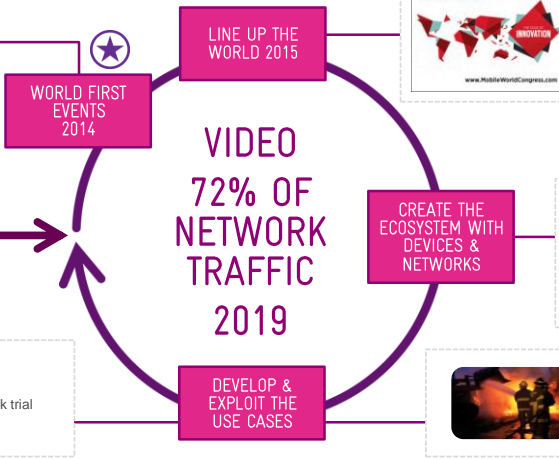 LINE UP THE
WORLD 2015
INNOVATION
www.MobileWorldCongress.com
WORLD FIRST
EVENTS
2014
VIDEO
72% OF
NETWORK
TRAFFIC
2019
CREATE THE
ECOSYSTEM WITH
DEVICES &
NETWORKS
DEVELOP &
EXPLOIT THE
USE CASES
k trial